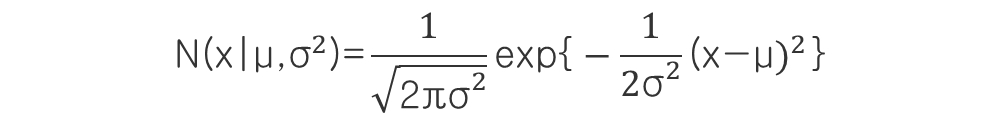 N(x|μ,σ²)=1/√(2πσ²) exp{ − 1/(2σ²) (x−μ)² }